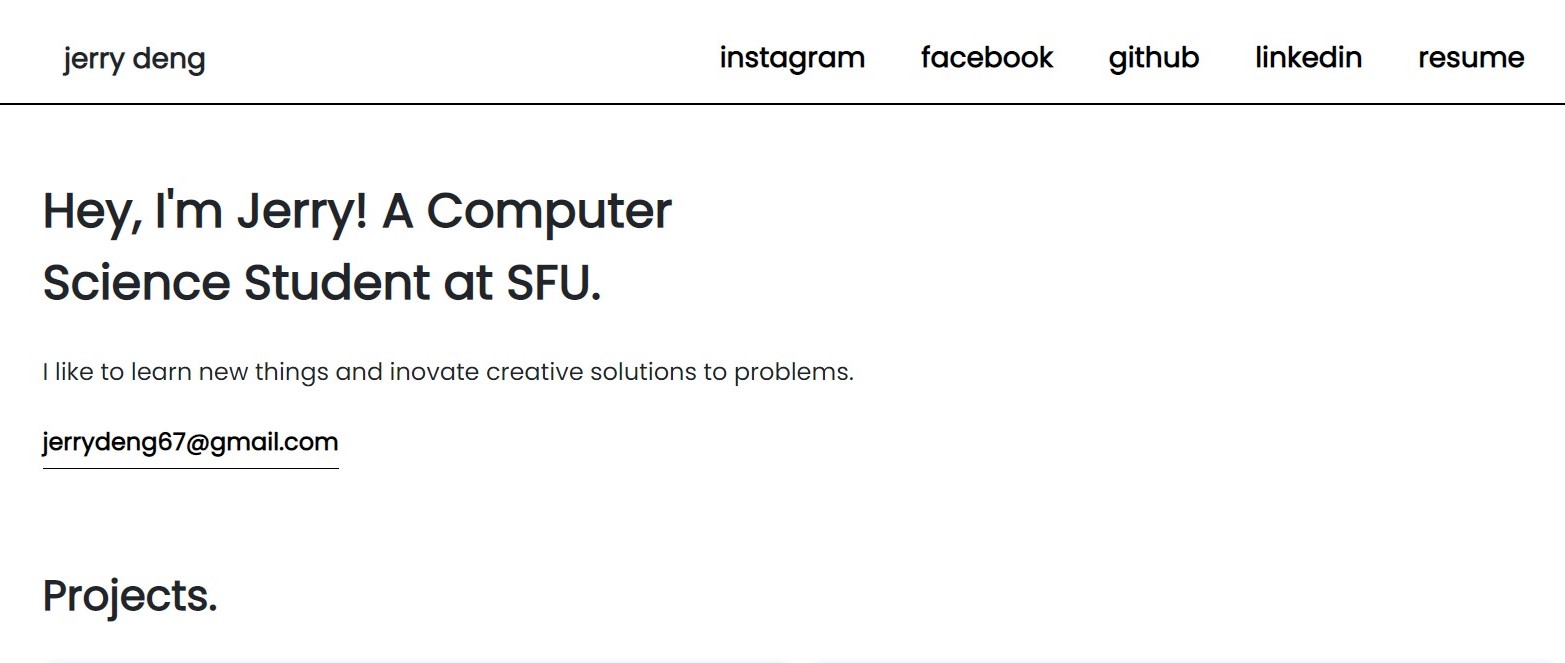 jerry deng
instagram facebook github linkedin resume
Hey, I'm Jerry! A Computer
Science Student at SFU.
I like to learn new things and inovate creative solutions to problems.
jerrydeng67@gmail.com
Projects.